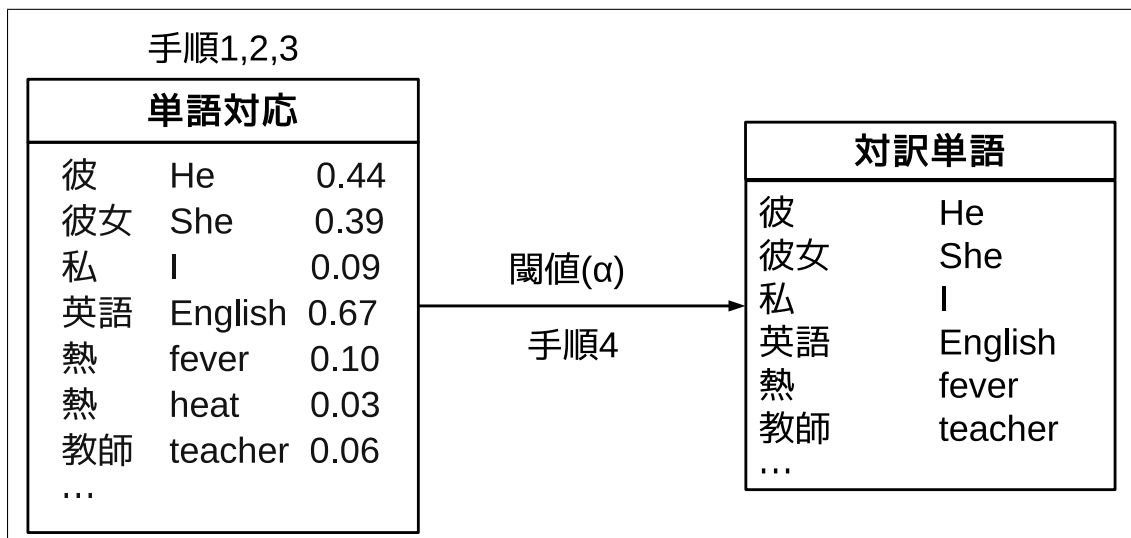 手順1,2,3
単語対応
彼 He 0.44
彼女 She 0.39
私 I 0.09
英語 English 0.67
熱 fever 0.10
熱 heat 0.03
教師 teacher 0.06
…
閾値(α)
手順4
対訳単語
彼 He
彼女 She
私 I
英語 English
熱 fever
教師 teacher
…